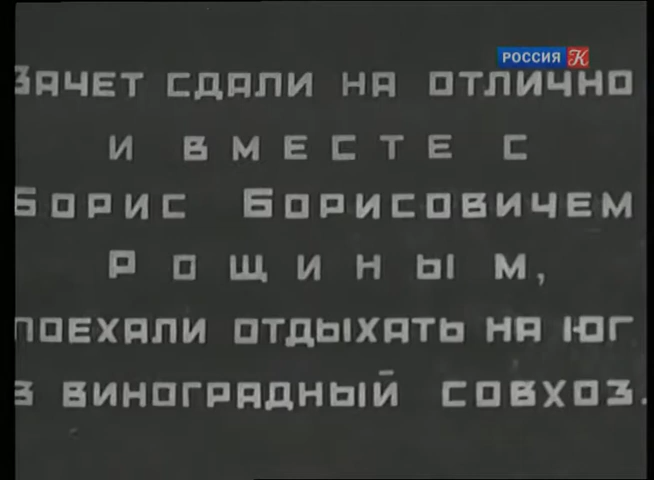 РОССИЯ К
ЗАЧЕТ СДАЛИ НА ОТЛИЧНО
И ВМЕСТЕ С
БОРИС БОРИСОВИЧЕМ
РОЩИНЫМ,
ПОЕХАЛИ ОТДЫХАТЬ НА ЮГ
В ВИНОГРАДНЫЙ СОВХОЗ.